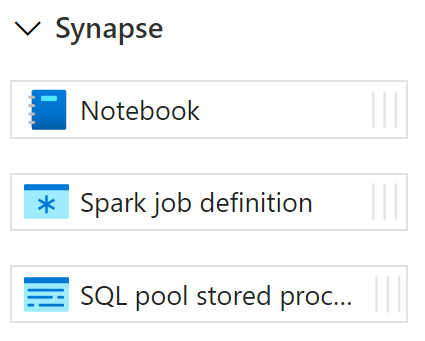 Synapse
Notebook
Spark job definition
SQL pool stored proc...